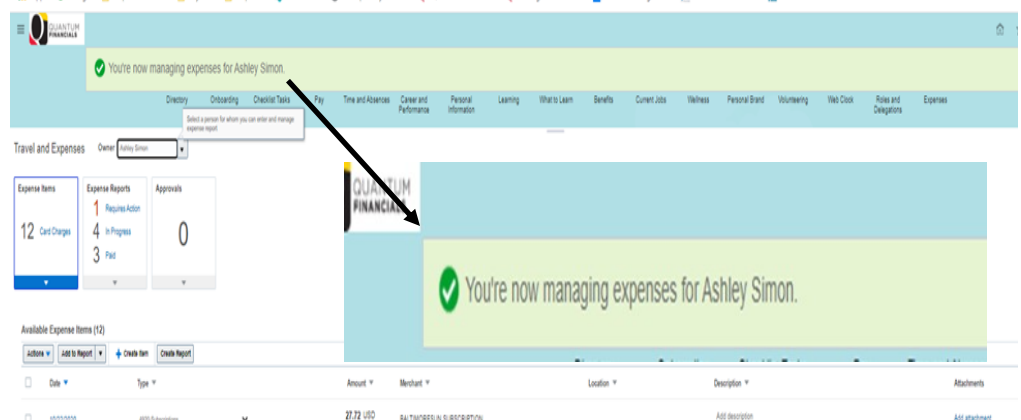 QUANTUM
FINANCIALS
You're now managing expenses for Ashley Simon.
Directory Onboarding Checklist Tasks Pay Time and Absences Career and Performance Personal Information Learning What to Learn Benefits Current Jobs Wellness Personal Brand Volunteering Web Clock Roles and Delegations Expenses
Select a person for whom you can enter and manage
expense report.
Travel and Expenses Owner Ashley Simon
Expense Items Expense Reports Approvals
1 Requires Action
12 Card Charges 4 In Progress 0
3 Paid
QUANTUM
FINANCIALS
You're now managing expenses for Ashley Simon.
Available Expense Items (12)
Actions Add to Report Create Item Create Report
Date Type Amount Merchant Location Description Attachments
27.72 USD Add description Add attachment